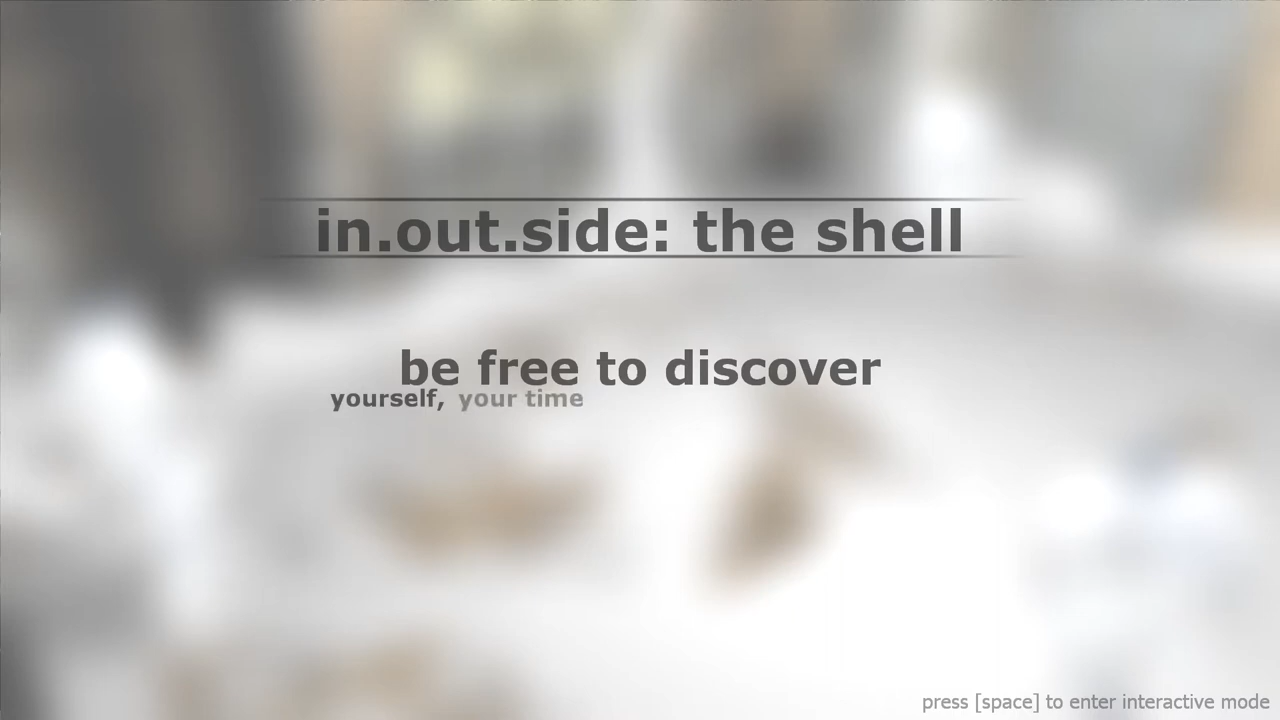 in.out.side: the shell
be free to discover
yourself, your time
press [space] to enter interactive mode